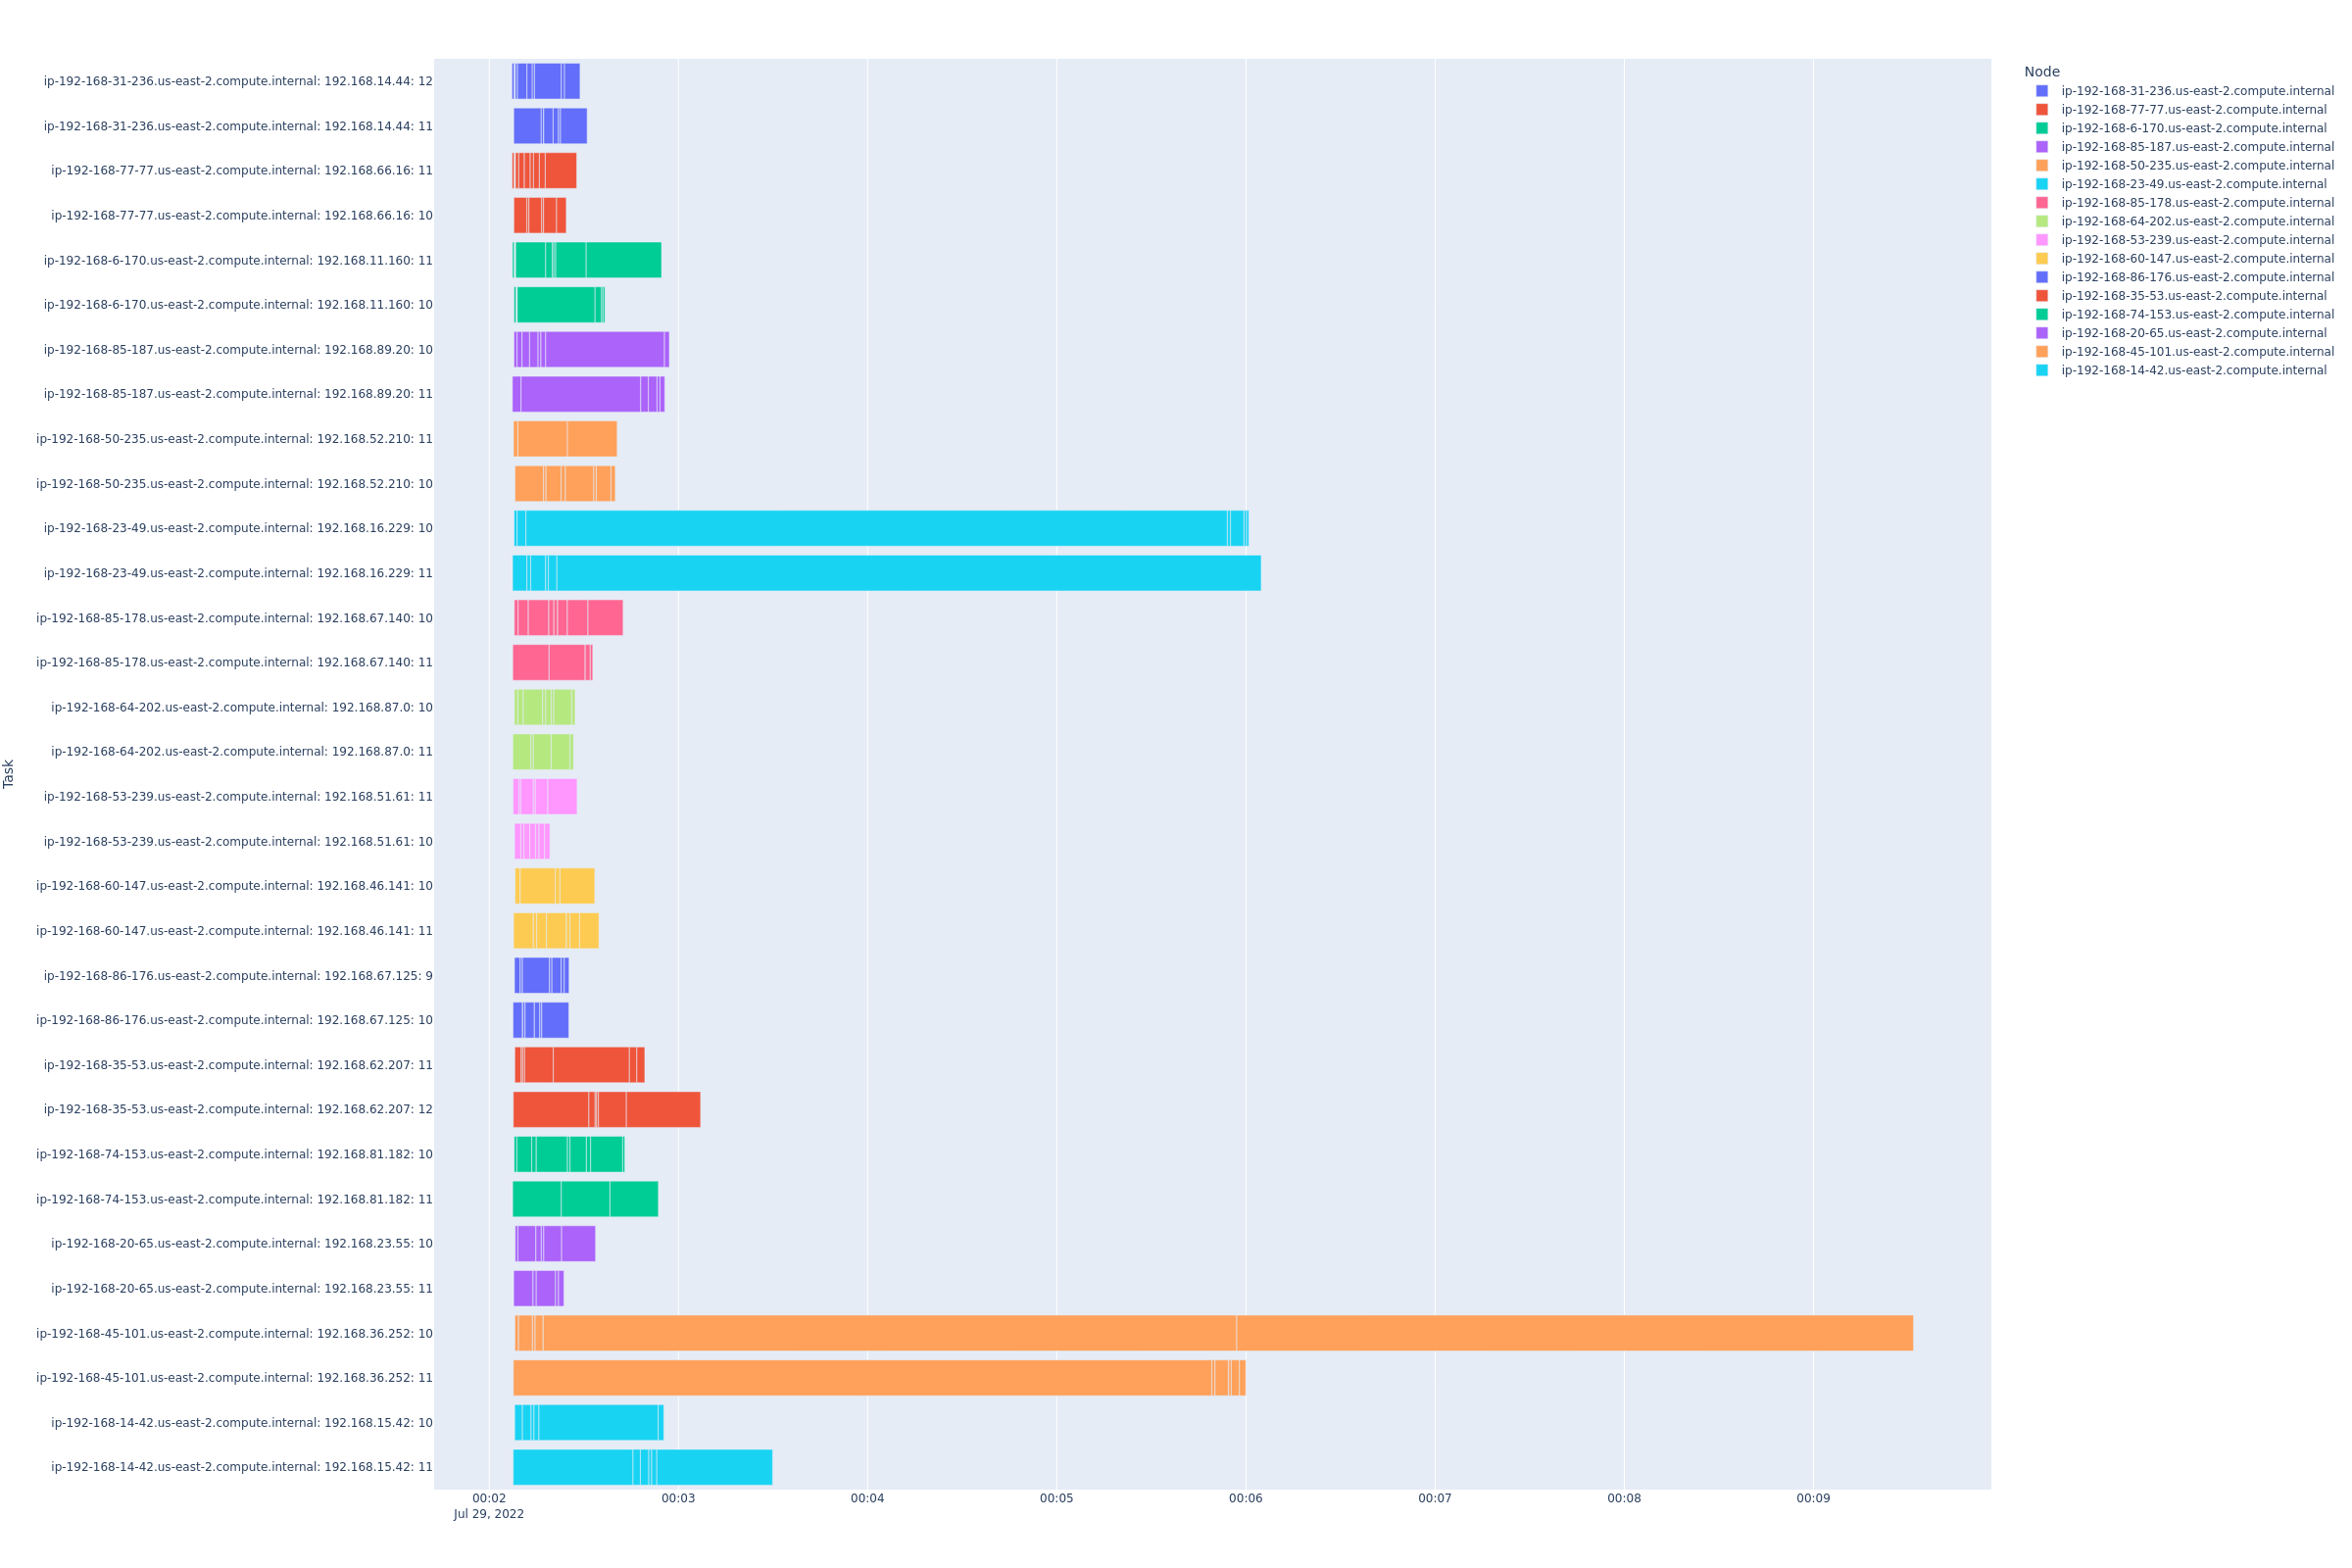 ip-192-168-31-236.us-east-2.compute.internal: 192.168.14.44: 12
ip-192-168-31-236.us-east-2.compute.internal: 192.168.14.44: 11
ip-192-168-77-77.us-east-2.compute.internal: 192.168.66.16: 11
ip-192-168-77-77.us-east-2.compute.internal: 192.168.66.16: 10
ip-192-168-6-170.us-east-2.compute.internal: 192.168.11.160: 11
ip-192-168-6-170.us-east-2.compute.internal: 192.168.11.160: 10
ip-192-168-85-187.us-east-2.compute.internal: 192.168.89.20: 10
ip-192-168-85-187.us-east-2.compute.internal: 192.168.89.20: 11
ip-192-168-50-235.us-east-2.compute.internal: 192.168.52.210: 11
ip-192-168-50-235.us-east-2.compute.internal: 192.168.52.210: 10
ip-192-168-23-49.us-east-2.compute.internal: 192.168.16.229: 10
ip-192-168-23-49.us-east-2.compute.internal: 192.168.16.229: 11
ip-192-168-85-178.us-east-2.compute.internal: 192.168.67.140: 10
ip-192-168-85-178.us-east-2.compute.internal: 192.168.67.140: 11
ip-192-168-64-202.us-east-2.compute.internal: 192.168.87.0: 10
ip-192-168-64-202.us-east-2.compute.internal: 192.168.87.0: 11
ip-192-168-53-239.us-east-2.compute.internal: 192.168.51.61: 11
ip-192-168-53-239.us-east-2.compute.internal: 192.168.51.61: 10
ip-192-168-60-147.us-east-2.compute.internal: 192.168.46.141: 10
ip-192-168-60-147.us-east-2.compute.internal: 192.168.46.141: 11
ip-192-168-86-176.us-east-2.compute.internal: 192.168.67.125: 9
ip-192-168-86-176.us-east-2.compute.internal: 192.168.67.125: 10
ip-192-168-35-53.us-east-2.compute.internal: 192.168.62.207: 11
ip-192-168-35-53.us-east-2.compute.internal: 192.168.62.207: 12
ip-192-168-74-153.us-east-2.compute.internal: 192.168.81.182: 10
ip-192-168-74-153.us-east-2.compute.internal: 192.168.81.182: 11
ip-192-168-20-65.us-east-2.compute.internal: 192.168.23.55: 10
ip-192-168-20-65.us-east-2.compute.internal: 192.168.23.55: 11
ip-192-168-45-101.us-east-2.compute.internal: 192.168.36.252: 10
ip-192-168-45-101.us-east-2.compute.internal: 192.168.36.252: 11
ip-192-168-14-42.us-east-2.compute.internal: 192.168.15.42: 10
ip-192-168-14-42.us-east-2.compute.internal: 192.168.15.42: 11
Task
00:02 00:03 00:04 00:05 00:06 00:07 00:08 00:09
Jul 29, 2022
Node
ip-192-168-31-236.us-east-2.compute.internal
ip-192-168-77-77.us-east-2.compute.internal
ip-192-168-6-170.us-east-2.compute.internal
ip-192-168-85-187.us-east-2.compute.internal
ip-192-168-50-235.us-east-2.compute.internal
ip-192-168-23-49.us-east-2.compute.internal
ip-192-168-85-178.us-east-2.compute.internal
ip-192-168-64-202.us-east-2.compute.internal
ip-192-168-53-239.us-east-2.compute.internal
ip-192-168-60-147.us-east-2.compute.internal
ip-192-168-86-176.us-east-2.compute.internal
ip-192-168-35-53.us-east-2.compute.internal
ip-192-168-74-153.us-east-2.compute.internal
ip-192-168-20-65.us-east-2.compute.internal
ip-192-168-45-101.us-east-2.compute.internal
ip-192-168-14-42.us-east-2.compute.internal